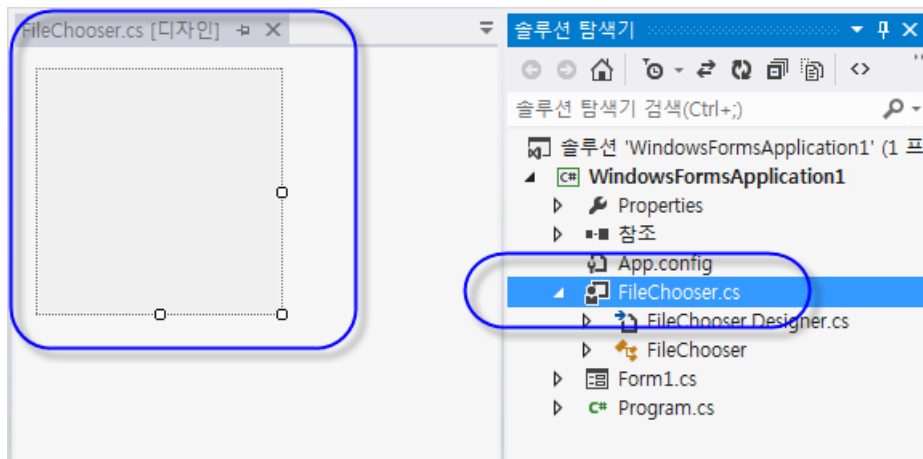 FileChooser.cs [디자인]
솔루션 탐색기
솔루션 탐색기 검색(Ctrl+;)
솔루션 'WindowsFormsApplication1' (1 프
C# WindowsFormsApplication1
Properties
참조
App.config
FileChooser.cs
FileChooser.Designer.cs
FileChooser
Form1.cs
C# Program.cs